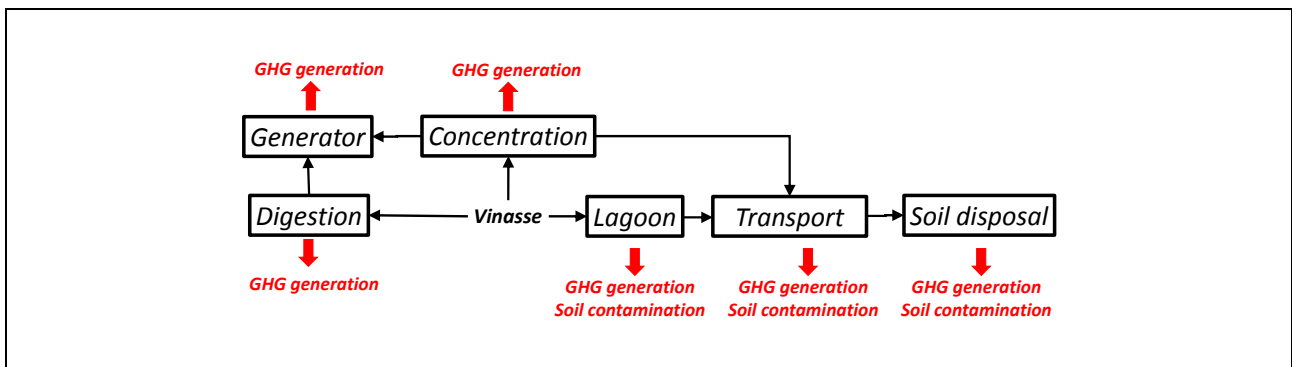 GHG generation
GHG generation
Generator
Concentration
Digestion
Vinasse
Lagoon
Transport
Soil disposal
GHG generation
GHG generation
Soil contamination
GHG generation
Soil contamination
GHG generation
Soil contamination